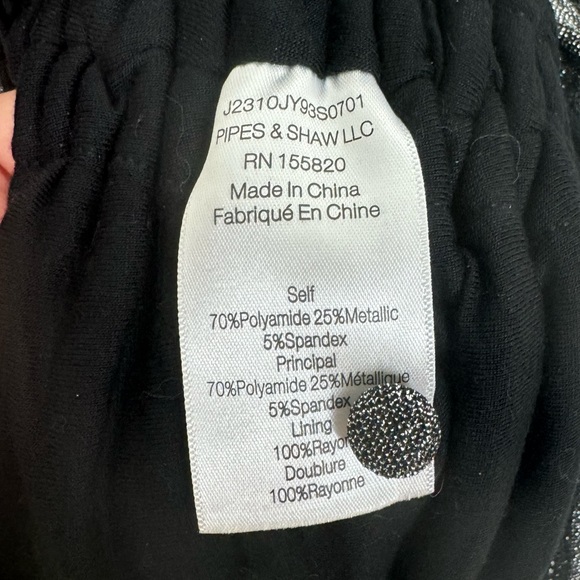 J2310JY93S0701
PIPES & SHAW LLC
RN 155820
Made In China
Fabriqué En Chine
Self
70%Polyamide 25%Metallic
5%Spandex
Principal
70%Polyamide 25%Métallique
5%Spandex
Lining
100%Rayon
Doublure
100%Rayonne